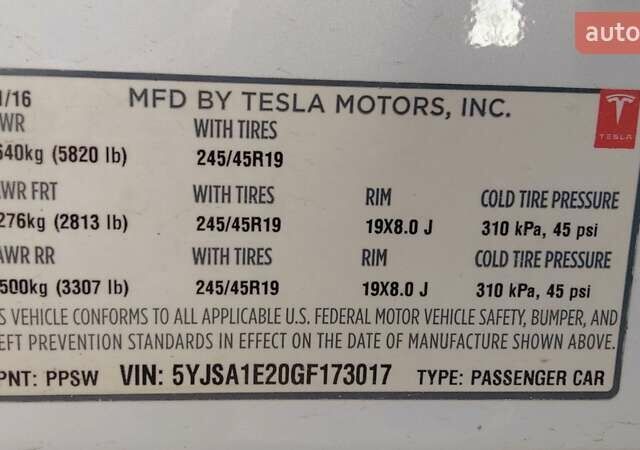 auto
1/16 MFD BY TESLA MOTORS, INC.
TESLA
WR WITH TIRES
640kg (5820 lb) 245/45R19
AWR FRT WITH TIRES RIM COLD TIRE PRESSURE
276kg (2813 lb) 245/45R19 19X8.0 J 310 kPa, 45 psi
AWR RR WITH TIRES RIM COLD TIRE PRESSURE
500kg (3307 lb) 245/45R19 19X8.0 J 310 kPa, 45 psi
S VEHICLE CONFORMS TO ALL APPLICABLE U.S. FEDERAL MOTOR VEHICLE SAFETY, BUMPER, AND
EFT PREVENTION STANDARDS IN EFFECT ON THE DATE OF MANUFACTURE SHOWN ABOVE.
PNT: PPSW VIN: 5YJSA1E20GF173017 TYPE: PASSENGER CAR